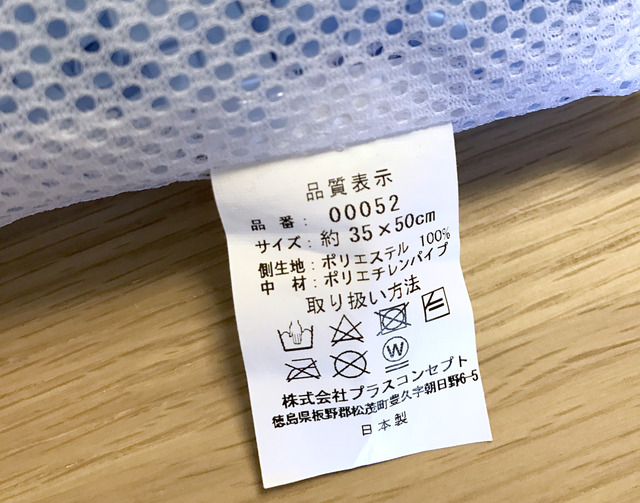 品質表示
品番: 00052
サイズ:約 35×50cm
側生地:ポリエステル 100%
中材:ポリエチレンパイプ
取り扱い方法
W
株式会社プラスコンセプト
徳島県板野郡松茂町豊久字朝日野6-5
日本製